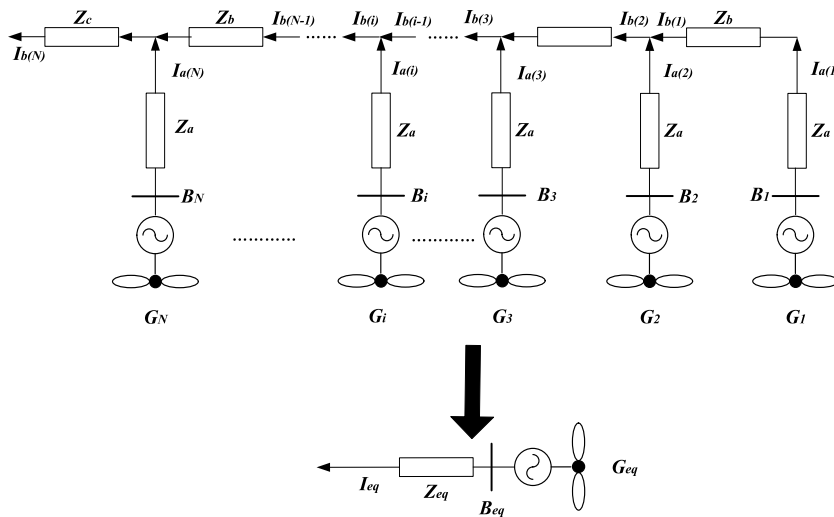 Zc Zb Ib(N-1) ...... Ib(i) Ib(i-1) ...... Ib(3) Ib(2) Ib(1) Zb
Ib(N) Ia(N) Ia(i) Ia(3) Ia(2) Ia(1
Za Za Za Za Za
BN Bi B3 B2 B1
............ ............
GN Gi G3 G2 G1
Ieq Zeq Beq Geq